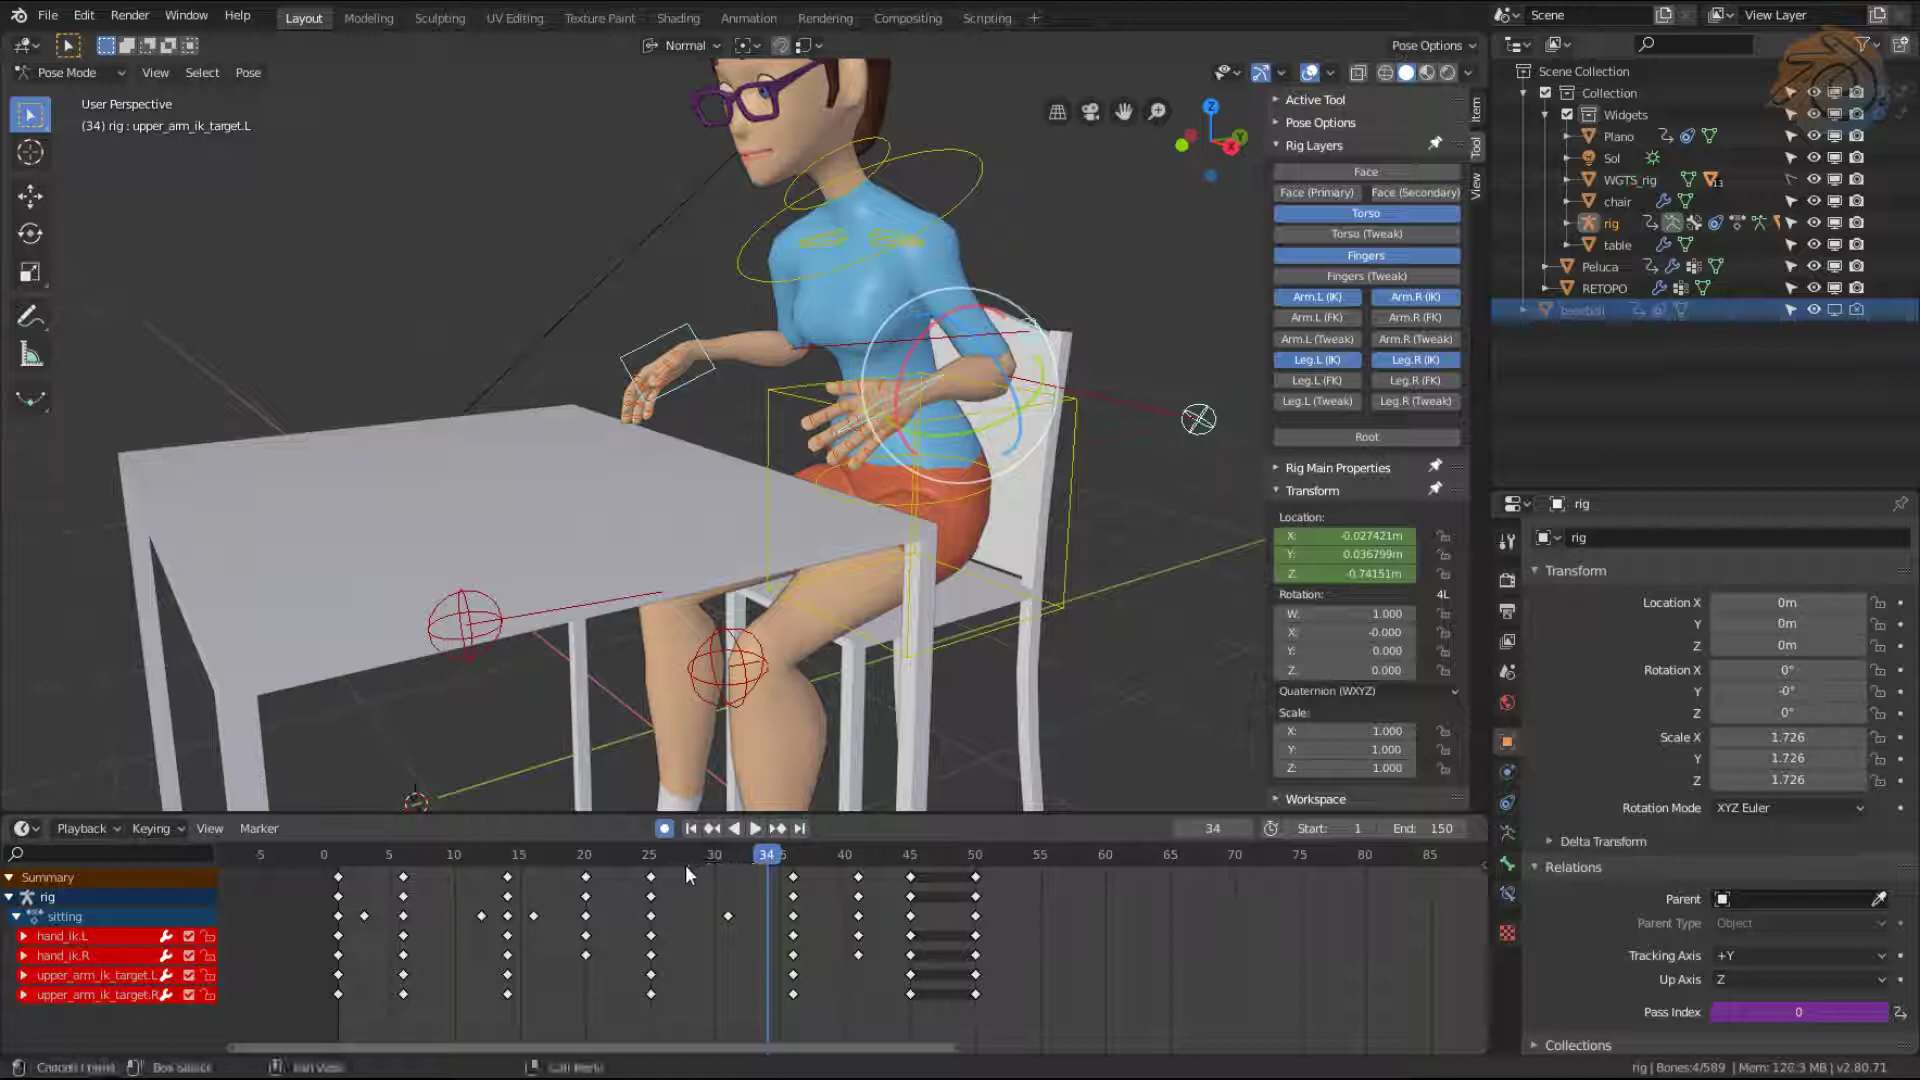 File Edit Render Window Help
Layout Modeling Sculpting UV Editing Texture Paint Shading Animation Rendering Compositing Scripting +
Scene
View Layer
Normal
Pose Options
Pose Mode View Select Pose
User Perspective
(34) rig : upper_arm_ik_target.L
Z
Y
X
Item
Tool
View
Active Tool
Pose Options
Rig Layers
Face
Face (Primary) Face (Secondary)
Torso
Torso (Tweak)
Fingers
Fingers (Tweak)
Arm.L (IK) Arm.R (IK)
Arm.L (FK) Arm.R (FK)
Arm.L (Tweak) Arm.R (Tweak)
Leg.L (IK) Leg.R (IK)
Leg.L (FK) Leg.R (FK)
Leg.L (Tweak) Leg.R (Tweak)
Root
Rig Main Properties
Transform
Location:
X: -0.027421m
Y: 0.036799m
Z: -0.74151m
Rotation: 4L
W: 1.000
X: -0.000
Y: 0.000
Z: 0.000
Quaternion (WXYZ)
Scale:
X: 1.000
Y: 1.000
Z: 1.000
Workspace
Scene Collection
Collection
Widgets
Plano
Sol
WGTS_rig 13
chair
rig
table
Peluca
RETOPO
rig
rig
Transform
Location X 0m
Y 0m
Z 0m
Rotation X 0°
Y -0°
Z 0°
Scale X 1.726
Y 1.726
Z 1.726
Rotation Mode XYZ Euler
Delta Transform
Relations
Parent
Parent Type Object
Tracking Axis +Y
Up Axis Z
Pass Index 0
Collections
Playback Keying View Marker
34 Start: 1 End: 150
-5 0 5 10 15 20 25 30 34 40 45 50 55 60 65 70 75 80 85
Summary
rig
sitting
hand_ik.L
hand_ik.R
upper_arm_ik_target.L
upper_arm_ik_target.R
rig | Bones:4/589 | Mem: 126.3 MB | v2.80.71